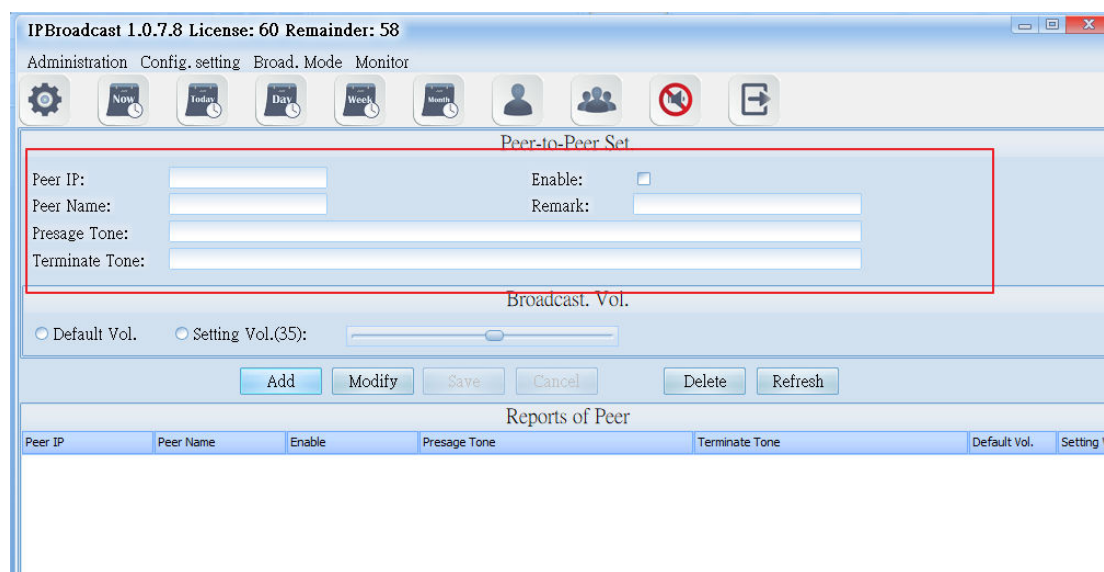 IPBroadcast 1.0.7.8 License: 60 Remainder: 58
Administration Config. setting Broad. Mode Monitor
Now Today Day Week Month
Peer-to-Peer Set.
Peer IP: Enable:
Peer Name: Remark:
Presage Tone:
Terminate Tone:
Broadcast. Vol.
Default Vol. Setting Vol.(35):
Add Modify Save Cancel Delete Refresh
Reports of Peer
Peer IP Peer Name Enable Presage Tone Terminate Tone Default Vol. Setting